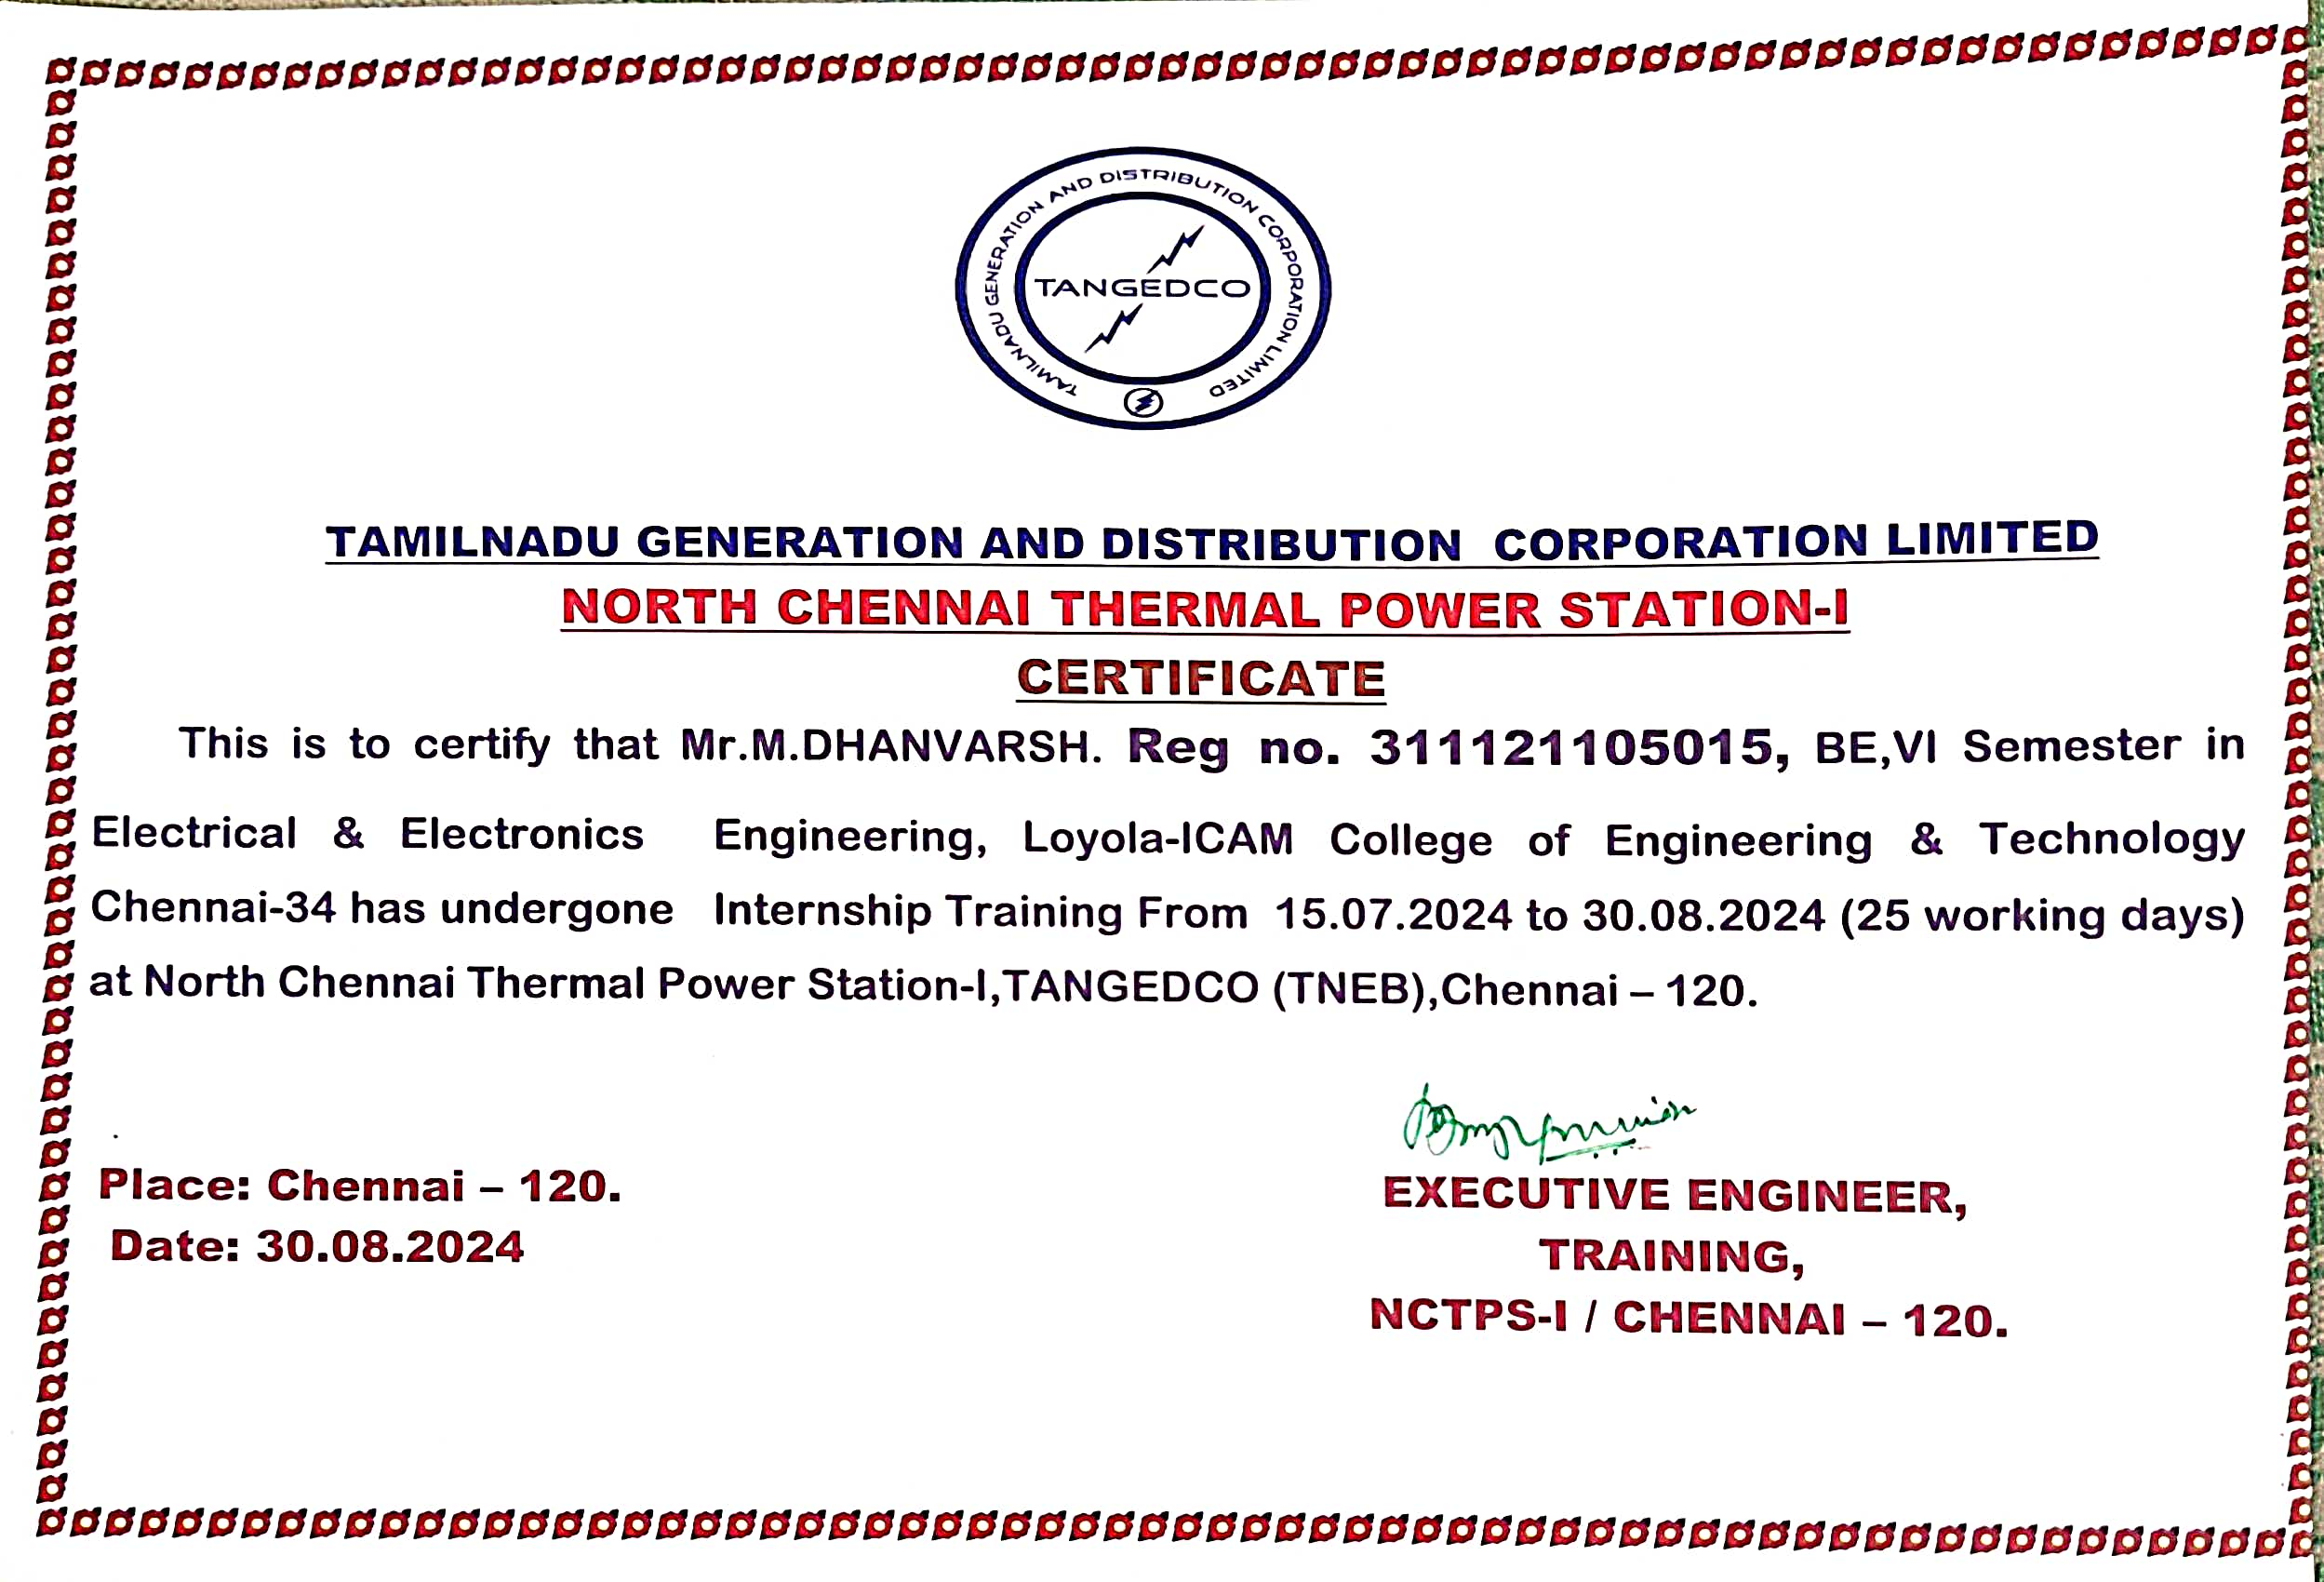 TAMILNADU GENERATION AND DISTRIBUTION CORPORATION LIMITED
TANGEDCO
TAMILNADU GENERATION AND DISTRIBUTION CORPORATION LIMITED
NORTH CHENNAI THERMAL POWER STATION-I
CERTIFICATE
This is to certify that Mr.M.DHANVARSH. Reg no. 311121105015, BE,VI Semester in
Electrical & Electronics Engineering, Loyola-ICAM College of Engineering & Technology
Chennai-34 has undergone Internship Training From 15.07.2024 to 30.08.2024 (25 working days)
at North Chennai Thermal Power Station-I,TANGEDCO (TNEB),Chennai – 120.
Place: Chennai – 120.
Date: 30.08.2024
EXECUTIVE ENGINEER,
TRAINING,
NCTPS-I / CHENNAI – 120.